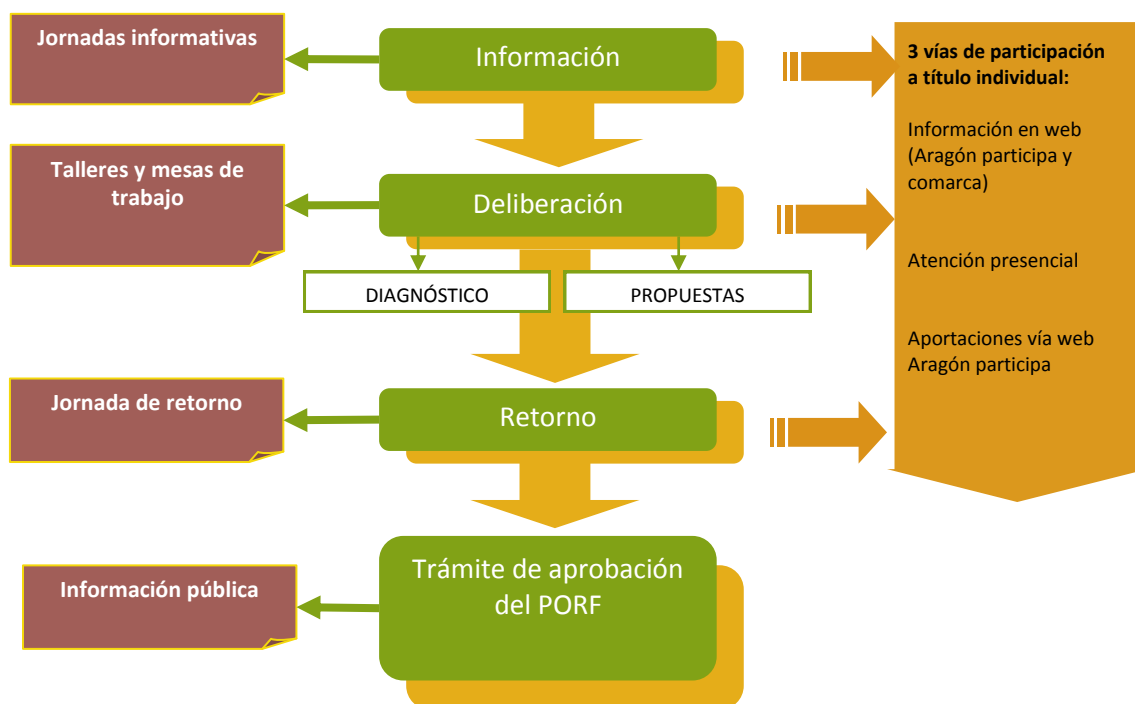 Jornadas informativas
Información
3 vías de participación
a título individual:
Información en web
(Aragón participa y
comarca)
Talleres y mesas de
trabajo
Deliberación
Atención presencial
DIAGNÓSTICO
PROPUESTAS
Aportaciones vía web
Aragón participa
Jornada de retorno
Retorno
Trámite de aprobación
del PORF
Información pública